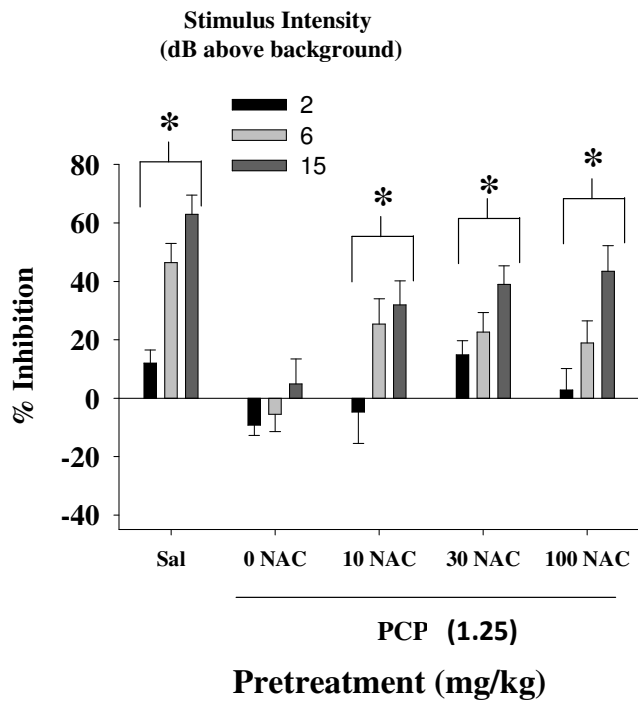 Stimulus Intensity
(dB above background)
2
6
15
*
*
*
*
80
60
40
20
0
-20
-40
% Inhibition
Sal
0 NAC
10 NAC
30 NAC
100 NAC
PCP (1.25)
Pretreatment (mg/kg)